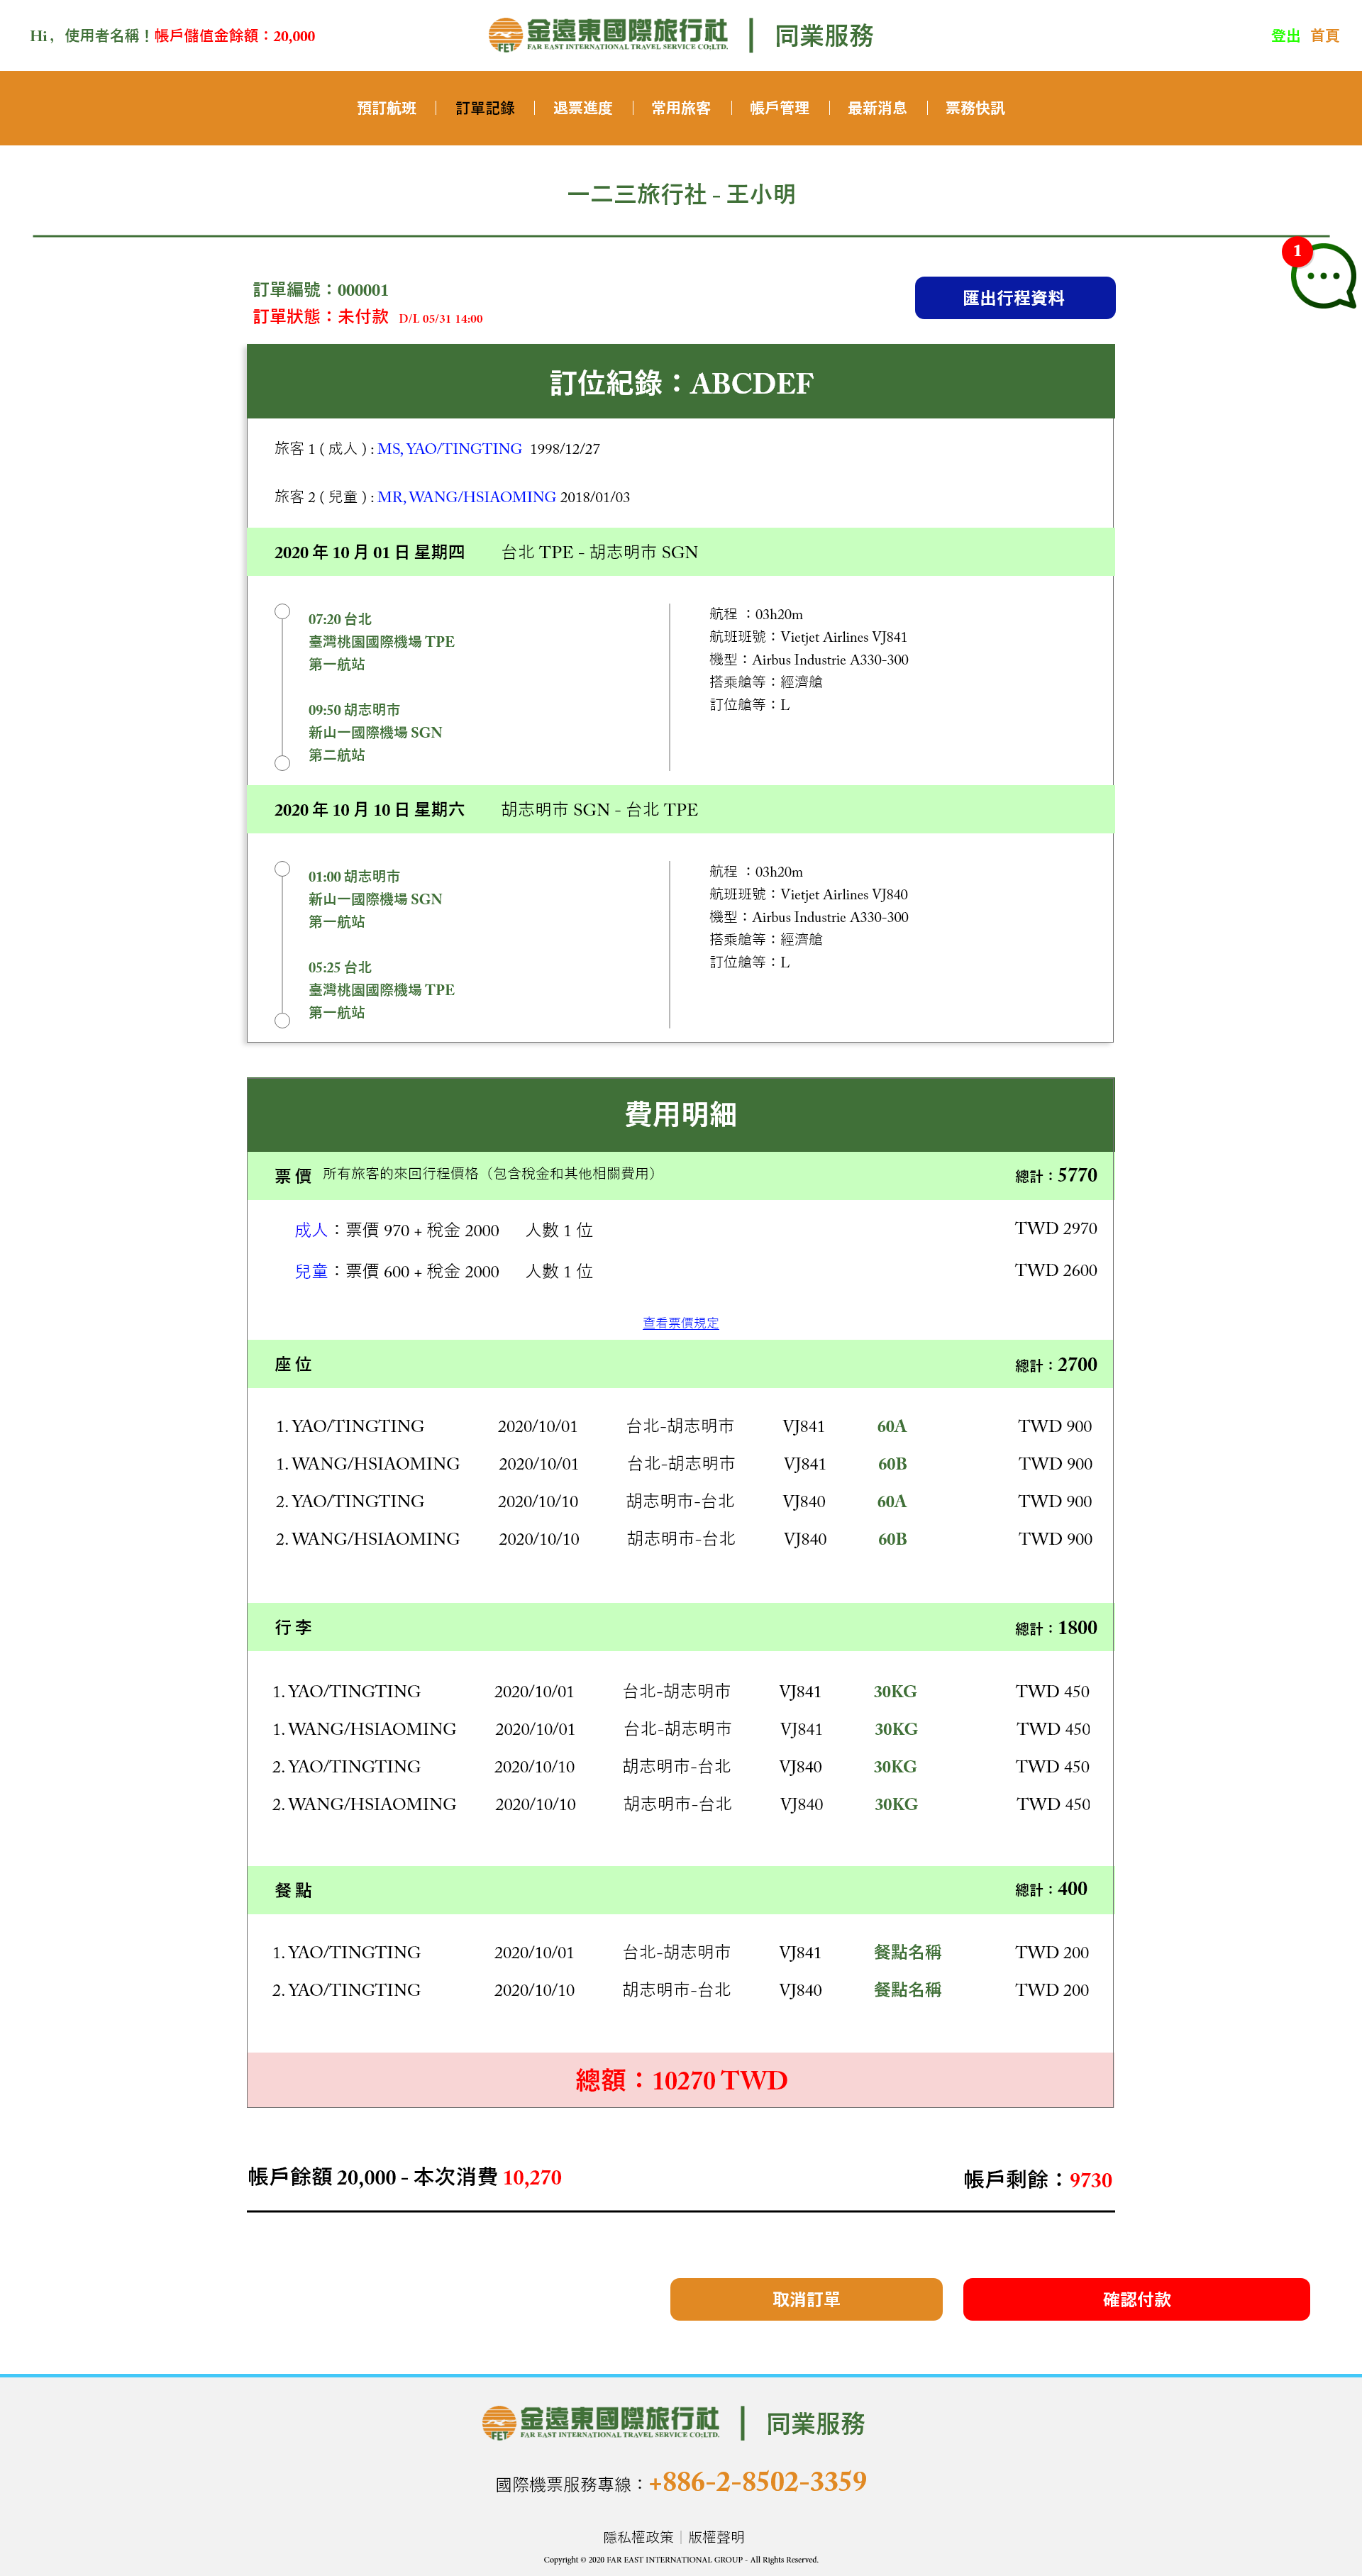 Hi , 使用者名稱！帳戶儲值金餘額：20,000
金遠東國際旅行社
FET
FAR EAST INTERNATIONAL TRAVEL SERVICE CO;LTD.
同業服務
登出 首頁
預訂航班 | 訂單記錄 | 退票進度 | 常用旅客 | 帳戶管理 | 最新消息 | 票務快訊
一二三旅行社 - 王小明
1
訂單編號：000001
匯出行程資料
訂單狀態：未付款 D/L 05/31 14:00
訂位紀錄：ABCDEF
旅客 1 ( 成人 ) : MS, YAO/TINGTING 1998/12/27
旅客 2 ( 兒童 ) : MR, WANG/HSIAOMING 2018/01/03
2020 年 10 月 01 日 星期四 台北 TPE - 胡志明市 SGN
07:20 台北
臺灣桃園國際機場 TPE
第一航站
09:50 胡志明市
新山一國際機場 SGN
第二航站
航程 ：03h20m
航班班號：Vietjet Airlines VJ841
機型：Airbus Industrie A330-300
搭乘艙等：經濟艙
訂位艙等：L
2020 年 10 月 10 日 星期六 胡志明市 SGN - 台北 TPE
01:00 胡志明市
新山一國際機場 SGN
第一航站
05:25 台北
臺灣桃園國際機場 TPE
第一航站
航程 ：03h20m
航班班號：Vietjet Airlines VJ840
機型：Airbus Industrie A330-300
搭乘艙等：經濟艙
訂位艙等：L
費用明細
票 價 所有旅客的來回行程價格（包含稅金和其他相關費用） 總計：5770
成人：票價 970 + 稅金 2000 人數 1 位 TWD 2970
兒童：票價 600 + 稅金 2000 人數 1 位 TWD 2600
查看票價規定
座 位 總計：2700
1. YAO/TINGTING 2020/10/01 台北-胡志明市 VJ841 60A TWD 900
1. WANG/HSIAOMING 2020/10/01 台北-胡志明市 VJ841 60B TWD 900
2. YAO/TINGTING 2020/10/10 胡志明市-台北 VJ840 60A TWD 900
2. WANG/HSIAOMING 2020/10/10 胡志明市-台北 VJ840 60B TWD 900
行 李 總計：1800
1. YAO/TINGTING 2020/10/01 台北-胡志明市 VJ841 30KG TWD 450
1. WANG/HSIAOMING 2020/10/01 台北-胡志明市 VJ841 30KG TWD 450
2. YAO/TINGTING 2020/10/10 胡志明市-台北 VJ840 30KG TWD 450
2. WANG/HSIAOMING 2020/10/10 胡志明市-台北 VJ840 30KG TWD 450
餐 點 總計：400
1. YAO/TINGTING 2020/10/01 台北-胡志明市 VJ841 餐點名稱 TWD 200
2. YAO/TINGTING 2020/10/10 胡志明市-台北 VJ840 餐點名稱 TWD 200
總額：10270 TWD
帳戶餘額 20,000 - 本次消費 10,270 帳戶剩餘：9730
取消訂單 確認付款
金遠東國際旅行社
FET
FAR EAST INTERNATIONAL TRAVEL SERVICE CO;LTD.
同業服務
國際機票服務專線：+886-2-8502-3359
隱私權政策｜版權聲明
Copyright © 2020 FAR EAST INTERNATIONAL GROUP - All Rights Reserved.